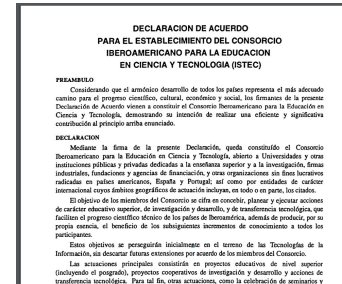 DECLARACION DE ACUERDO
PARA EL ESTABLECIMIENTO DEL CONSORCIO
IBEROAMERICANO PARA LA EDUCACION
EN CIENCIA Y TECNOLOGIA (ISTEC)
PREAMBULO
Considerando que el armónico desarrollo de todos los países representa el más adecuado
camino para el progreso científico, cultural, económico y social, los firmantes de la presente
Declaración de Acuerdo vienen a constituir el Consorcio Iberoamericano para la Educación en
Ciencia y Tecnología, demostrando su intención de realizar una eficiente y significativa
contribución al principio arriba enunciado.
DECLARACION
Mediante la firma de la presente Declaración, queda constituído el Consorcio
Iberoamericano para la Educación en Ciencia y Tecnología, abierto a Universidades y otras
instituciones públicas y privadas dedicadas a la enseñanza superior y a la investigación, firmas
industriales, fundaciones y agencias de financiación, y otras organizaciones sin fines lucrativos
radicadas en países americanos, España y Portugal; así como por entidades de carácter
internacional cuyos ámbitos geográficos de actuación incluyan, en todo o en parte, los citados.
El objetivo de los miembros del Consorcio se cifra en concebir, planear y ejecutar acciones
de carácter educativo superior, de investigación y desarrollo, y de transferencia tecnológica, que
faciliten el progreso científico técnico de los países de Iberoamérica, además de producir, por su
propia esencia, el beneficio de los subsiguientes incrementos de conocimiento a todos los
participantes.
Estos objetivos se perseguirán inicialmente en el terreno de las Tecnologías de la
Información, sin descartar futuras extensiones por acuerdo de los miembros del Consorcio.
Las actuaciones principales consistirán en proyectos educativos de nivel superior
(incluyendo el posgrado), proyectos cooperativos de investigación y desarrollo y acciones de
transferencia tecnológica. Para tal fin, otras actuaciones, como la celebración de seminarios y